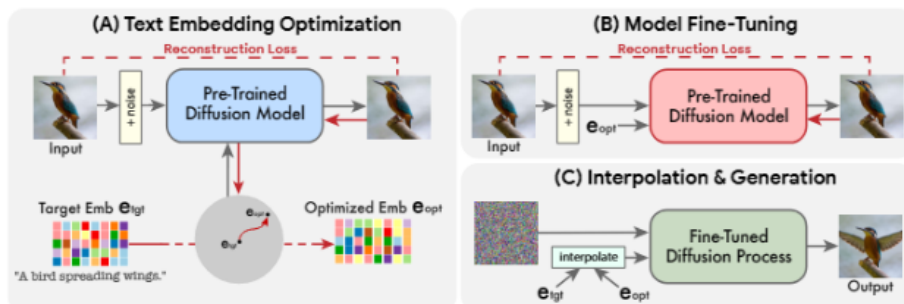 (A) Text Embedding Optimization
Reconstruction Loss
+ noise
Pre-Trained
Diffusion Model
Input
Target Emb etgt
eopt
etgt
Optimized Emb eopt
"A bird spreading wings."
(B) Model Fine-Tuning
Reconstruction Loss
+ noise
eopt
Pre-Trained
Diffusion Model
Input
(C) Interpolation & Generation
interpolate
etgt
eopt
Fine-Tuned
Diffusion Process
Output